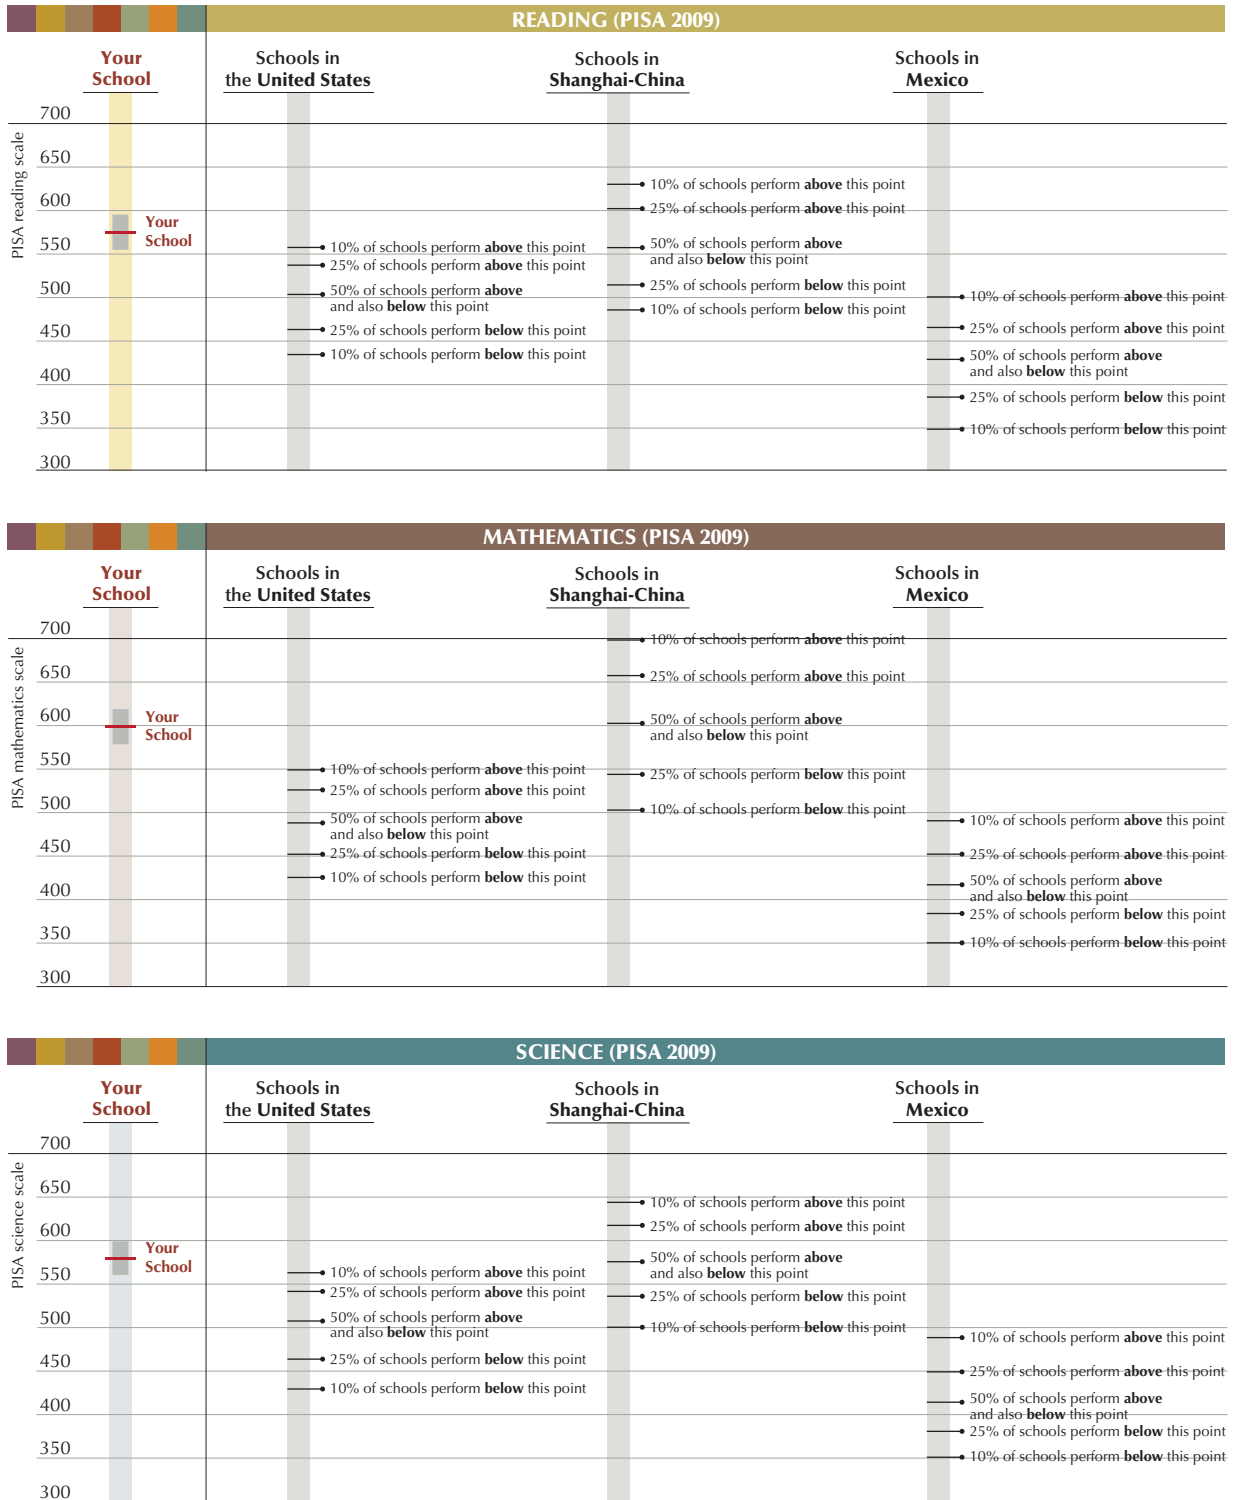 READING (PISA 2009)
Your
School
Schools in
the United States
Schools in
Shanghai-China
Schools in
Mexico
PISA reading scale
700
650
600
550
500
450
400
350
300
Your
School
10% of schools perform above this point
25% of schools perform above this point
50% of schools perform above
and also below this point
25% of schools perform below this point
10% of schools perform below this point
10% of schools perform above this point
25% of schools perform above this point
50% of schools perform above
and also below this point
25% of schools perform below this point
10% of schools perform below this point
10% of schools perform above this point
25% of schools perform above this point
50% of schools perform above
and also below this point
25% of schools perform below this point
10% of schools perform below this point
MATHEMATICS (PISA 2009)
Your
School
Schools in
the United States
Schools in
Shanghai-China
Schools in
Mexico
PISA mathematics scale
700
650
600
550
500
450
400
350
300
Your
School
10% of schools perform above this point
25% of schools perform above this point
50% of schools perform above
and also below this point
25% of schools perform below this point
10% of schools perform below this point
10% of schools perform above this point
25% of schools perform above this point
50% of schools perform above
and also below this point
25% of schools perform below this point
10% of schools perform below this point
10% of schools perform above this point
25% of schools perform above this point
50% of schools perform above
and also below this point
25% of schools perform below this point
10% of schools perform below this point
SCIENCE (PISA 2009)
Your
School
Schools in
the United States
Schools in
Shanghai-China
Schools in
Mexico
PISA science scale
700
650
600
550
500
450
400
350
300
Your
School
10% of schools perform above this point
25% of schools perform above this point
50% of schools perform above
and also below this point
25% of schools perform below this point
10% of schools perform below this point
10% of schools perform above this point
25% of schools perform above this point
50% of schools perform above
and also below this point
25% of schools perform below this point
10% of schools perform below this point
10% of schools perform above this point
25% of schools perform above this point
50% of schools perform above
and also below this point
25% of schools perform below this point
10% of schools perform below this point